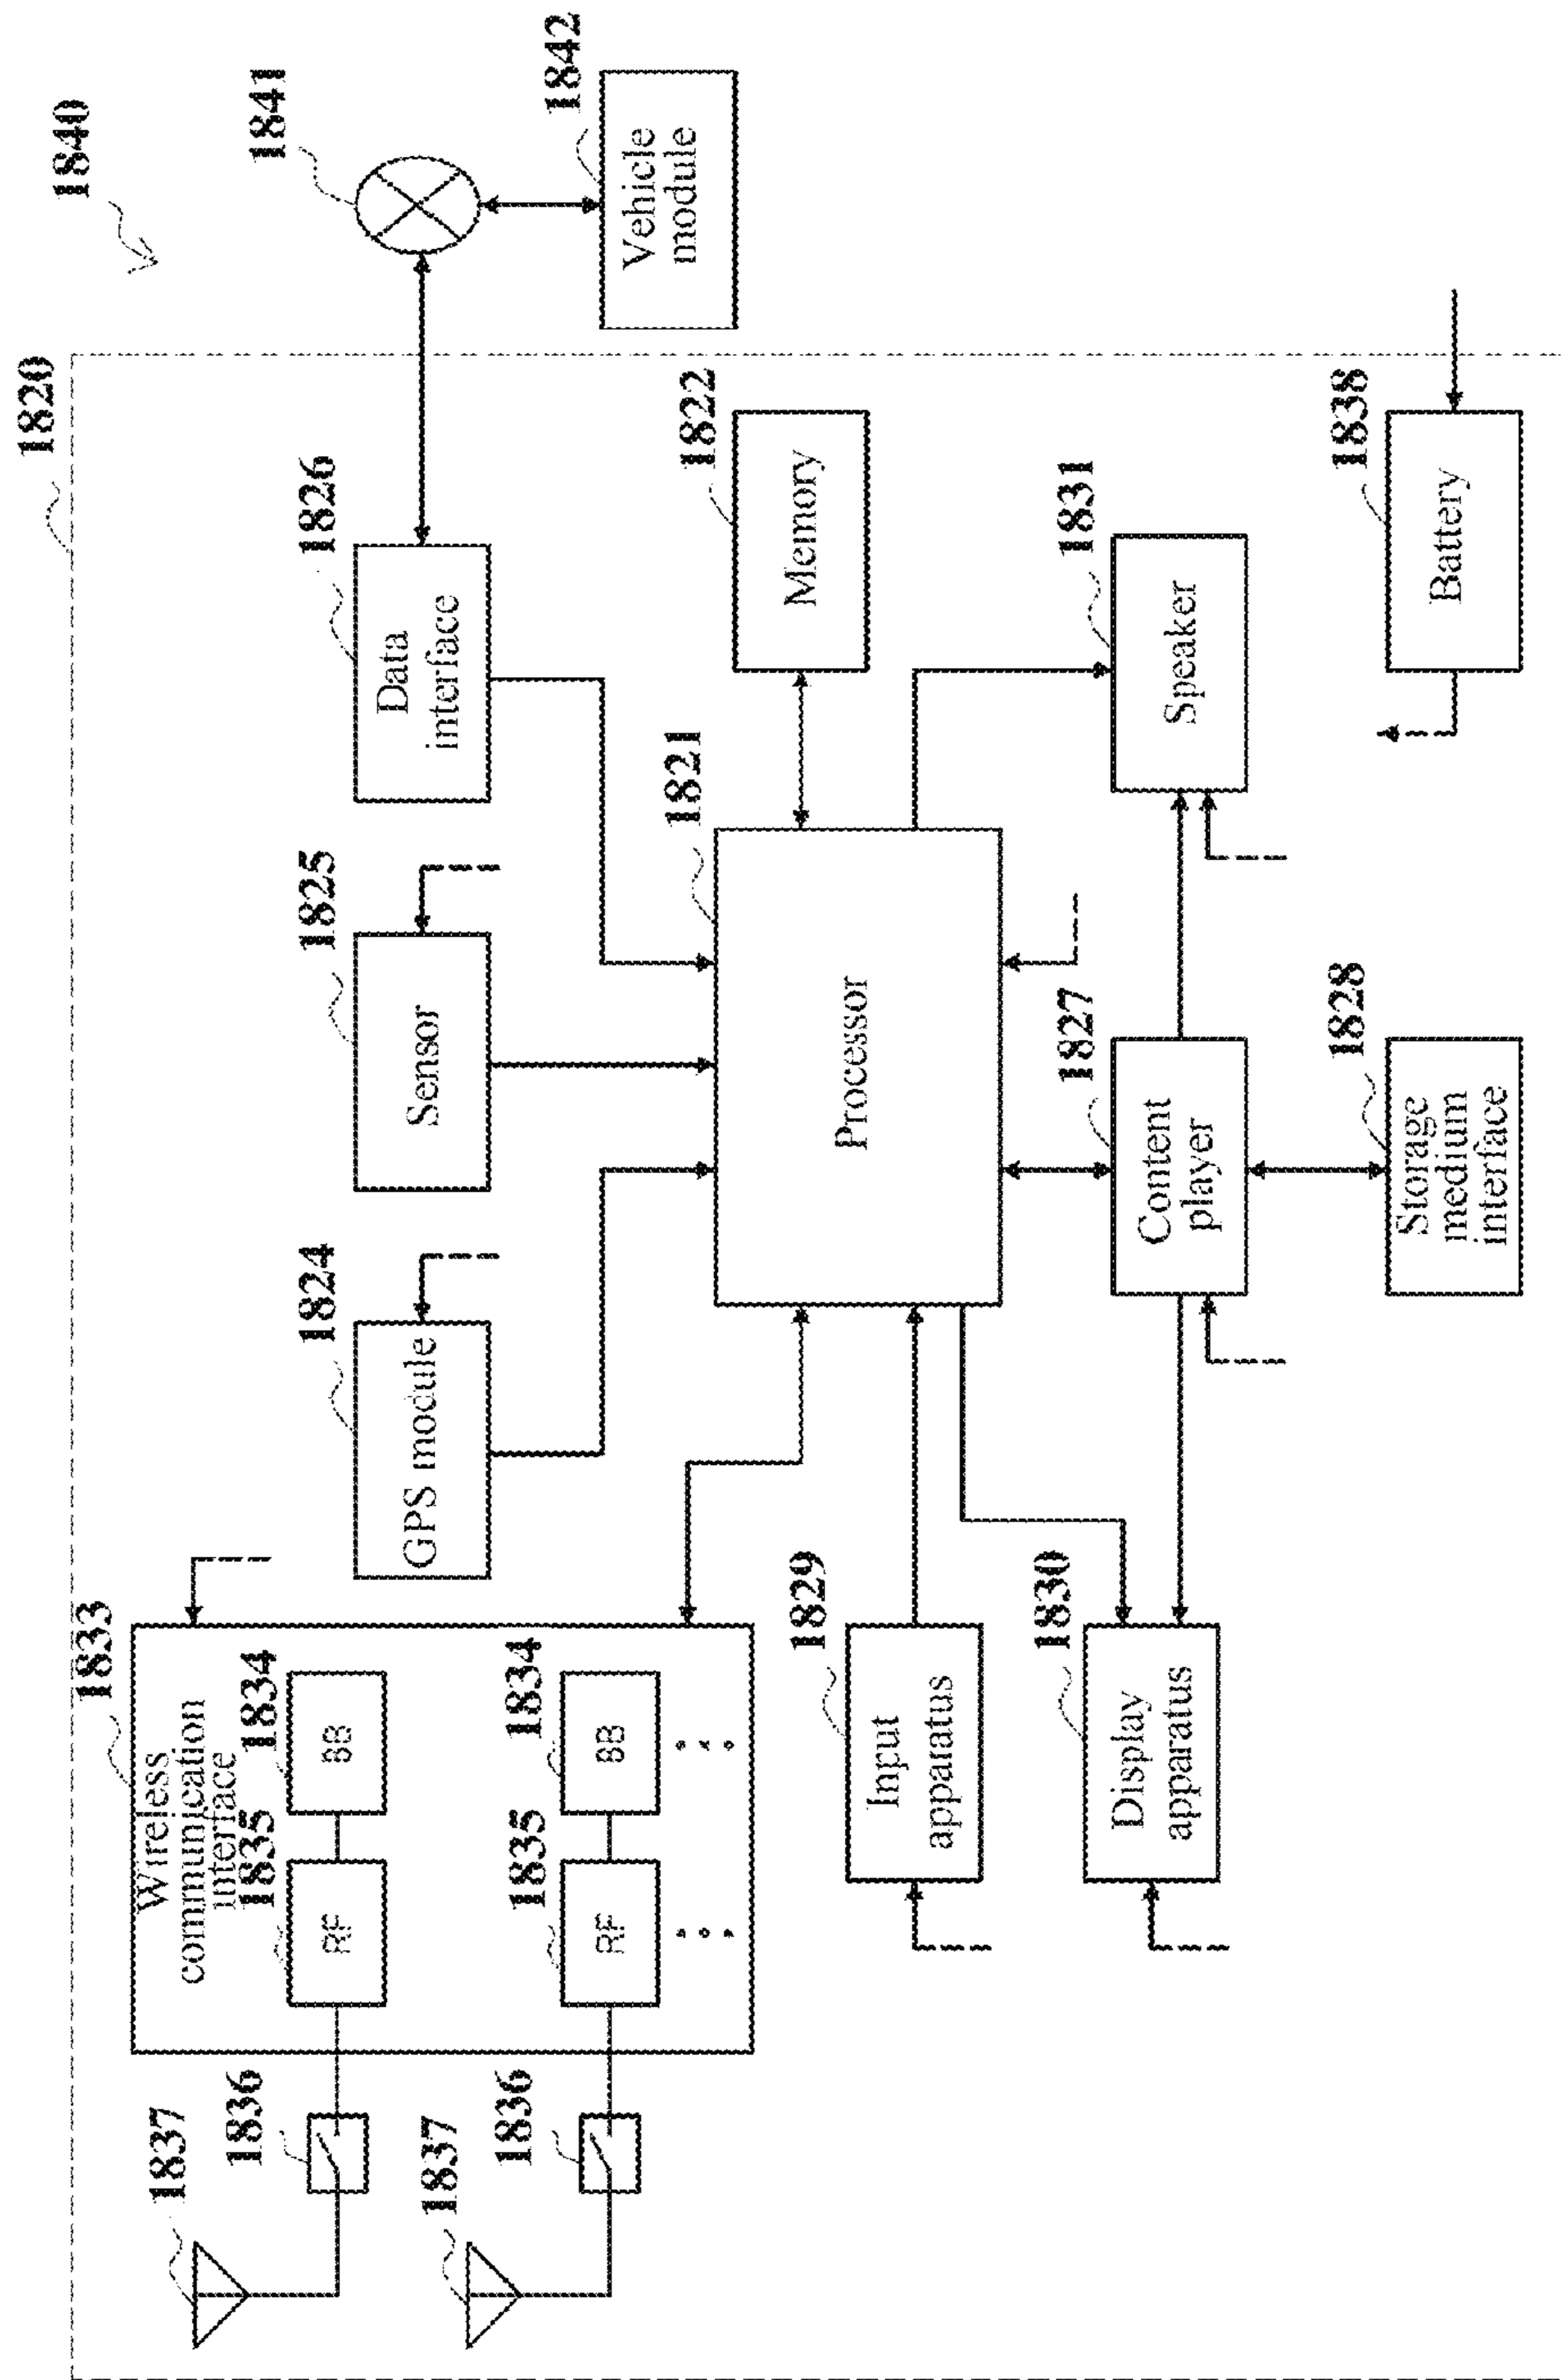 1840
1820
1841
1842
Vehicle
module
1826
Data
interface
1822
Memory
1825
Sensor
1824
GPS module
1821
Processor
1831
Speaker
1838
Battery
1827
Content
player
1828
Storage
medium
interface
1833
Wireless
communication
interface
1835
1834
RF
BB
1835
1834
RF
BB
1837
1836
1837
1836
1829
Input
apparatus
1830
Display
apparatus